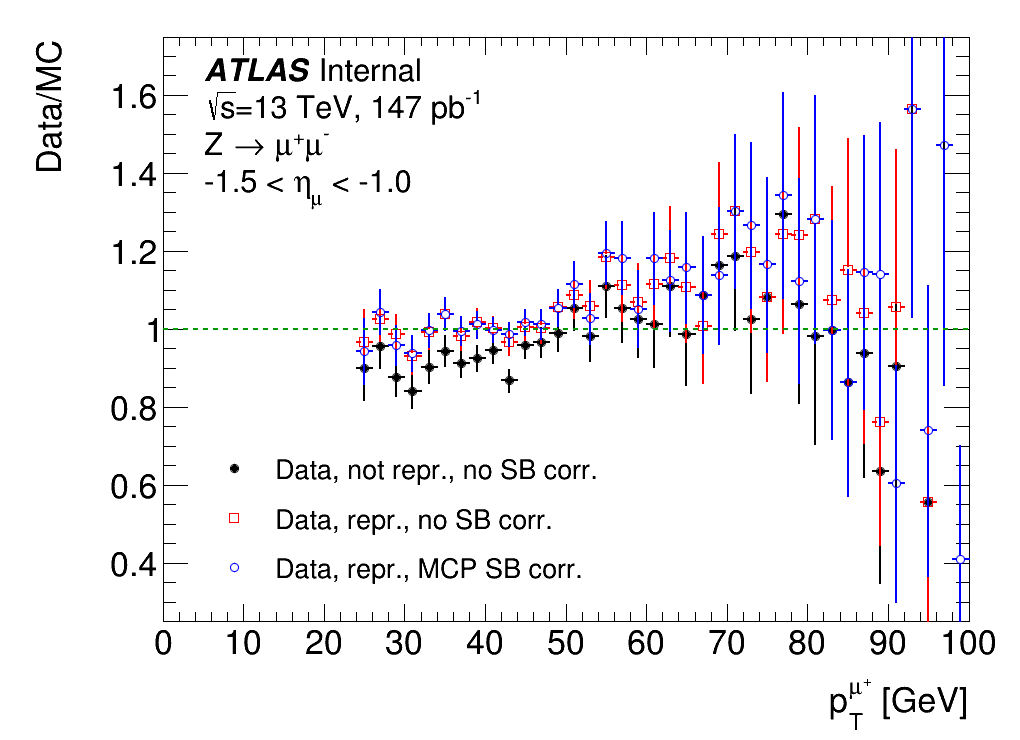 Data/MC
ATLAS Internal
√s=13 TeV, 147 pb⁻¹
Z → μ⁺μ⁻
-1.5 < η_μ < -1.0
1.6
1.4
1.2
1
0.8
0.6
0.4
Data, not repr., no SB corr.
Data, repr., no SB corr.
Data, repr., MCP SB corr.
0 10 20 30 40 50 60 70 80 90 100
p_T^{μ⁺} [GeV]